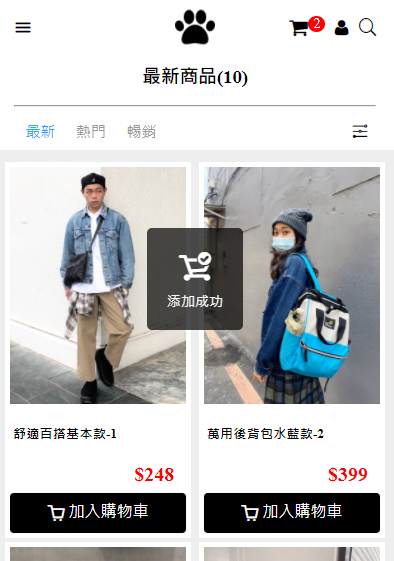 2
最新商品(10)
最新 熱門 暢銷
添加成功
舒適百搭基本款-1
萬用後背包水藍款-2
$248
$399
加入購物車
加入購物車